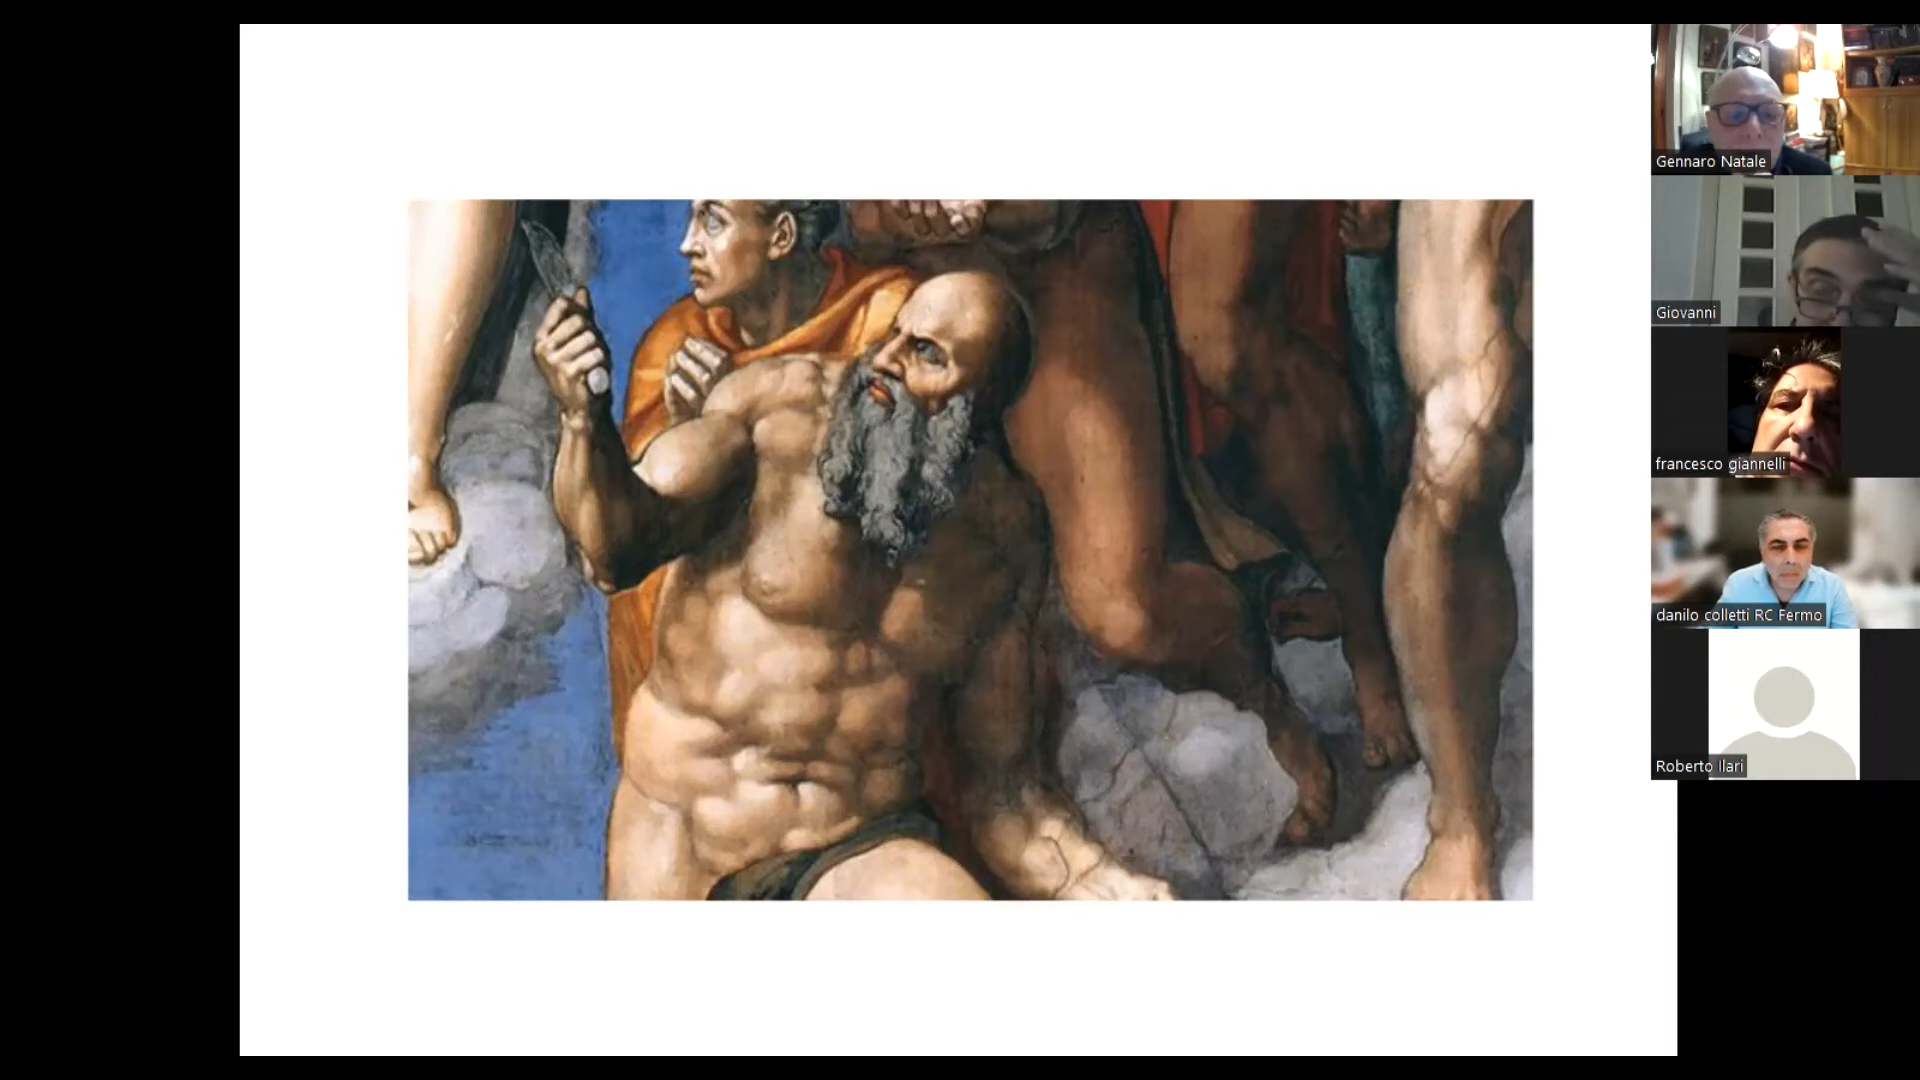 Gennaro Natale
Giovanni
francesco giannelli
danilo colletti RC Fermo
Roberto Ilari